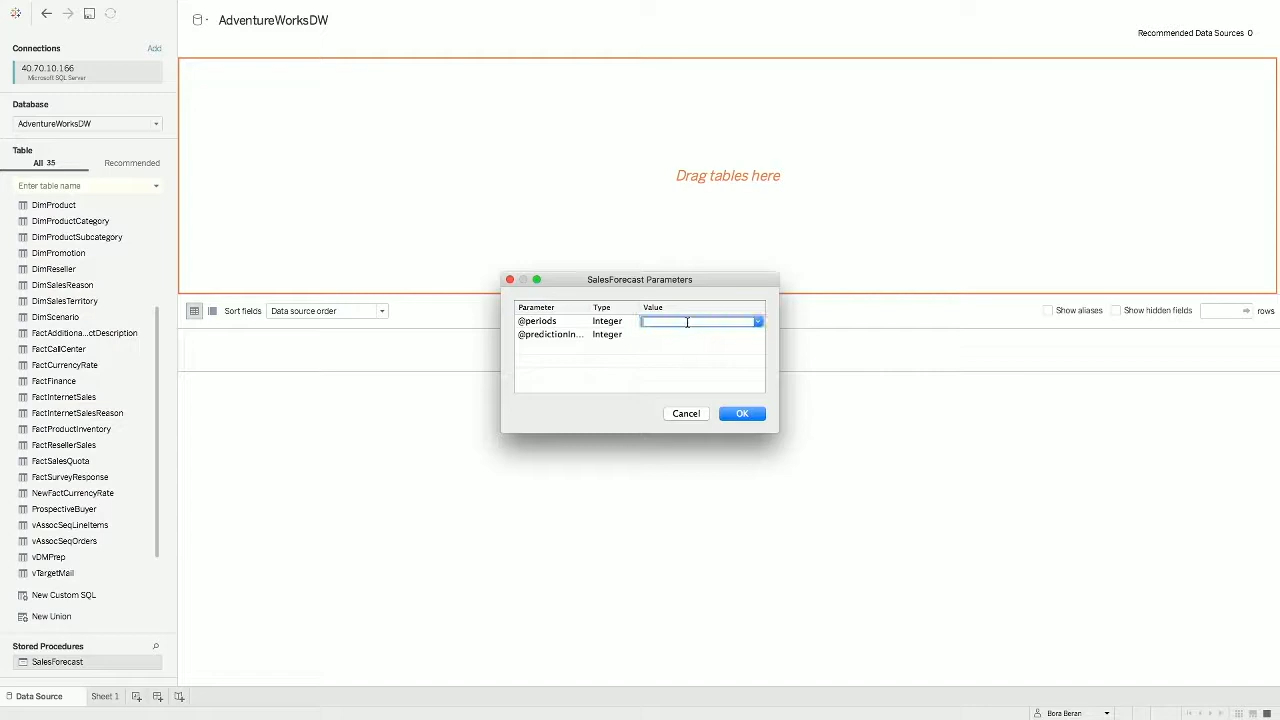 AdventureWorksDW
Connections Add
40.70.10.166
Microsoft SQL Server
Recommended Data Sources 0
Database
AdventureWorksDW
Table
All 35 Recommended
Enter table name
DimProduct
DimProductCategory
DimProductSubcategory
DimPromotion
DimReseller
DimSalesReason
DimSalesTerritory
DimScenario
FactAdditiona...ctDescription
FactCallCenter
FactCurrencyRate
FactFinance
FactInternetSales
FactInternetSalesReason
FactProductInventory
FactResellerSales
FactSalesQuota
FactSurveyResponse
NewFactCurrencyRate
ProspectiveBuyer
vAssocSeqLineItems
vAssocSeqOrders
vDMPrep
vTargetMail
New Custom SQL
New Union
Stored Procedures
SalesForecast
Drag tables here
Sort fields Data source order Show aliases Show hidden fields rows
SalesForecast Parameters
Parameter Type Value
@periods Integer
@predictionIn... Integer
Cancel OK
Data Source Sheet 1
Bora Beran